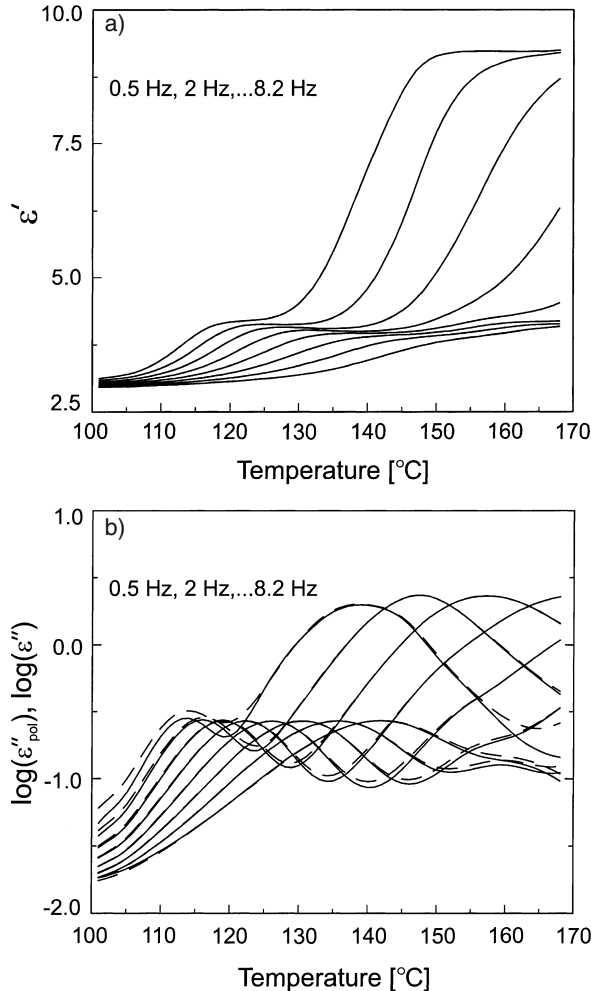 10.0
a)
0.5 Hz, 2 Hz,...8.2 Hz
7.5
ε′
5.0
2.5
100 110 120 130 140 150 160 170
Temperature [°C]
1.0
b)
0.5 Hz, 2 Hz,...8.2 Hz
0.0
log(ε″pol), log(ε″)
-1.0
-2.0
100 110 120 130 140 150 160 170
Temperature [°C]